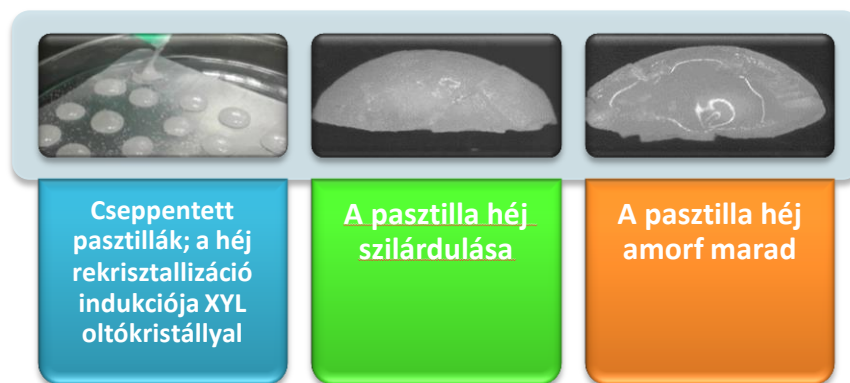 Cseppentett
pasztillák; a héj
rekrisztallizáció
indukciója XYL
oltókristállyal
A pasztilla héj
szilárdulása
A pasztilla héj
amorf marad